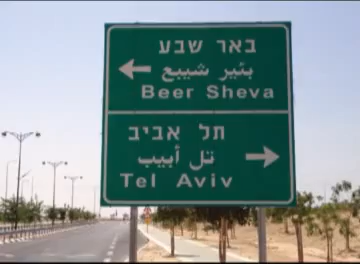 באר שבע
بئير شيبع
Beer Sheva
תל אביב
تل أبيب
Tel Aviv